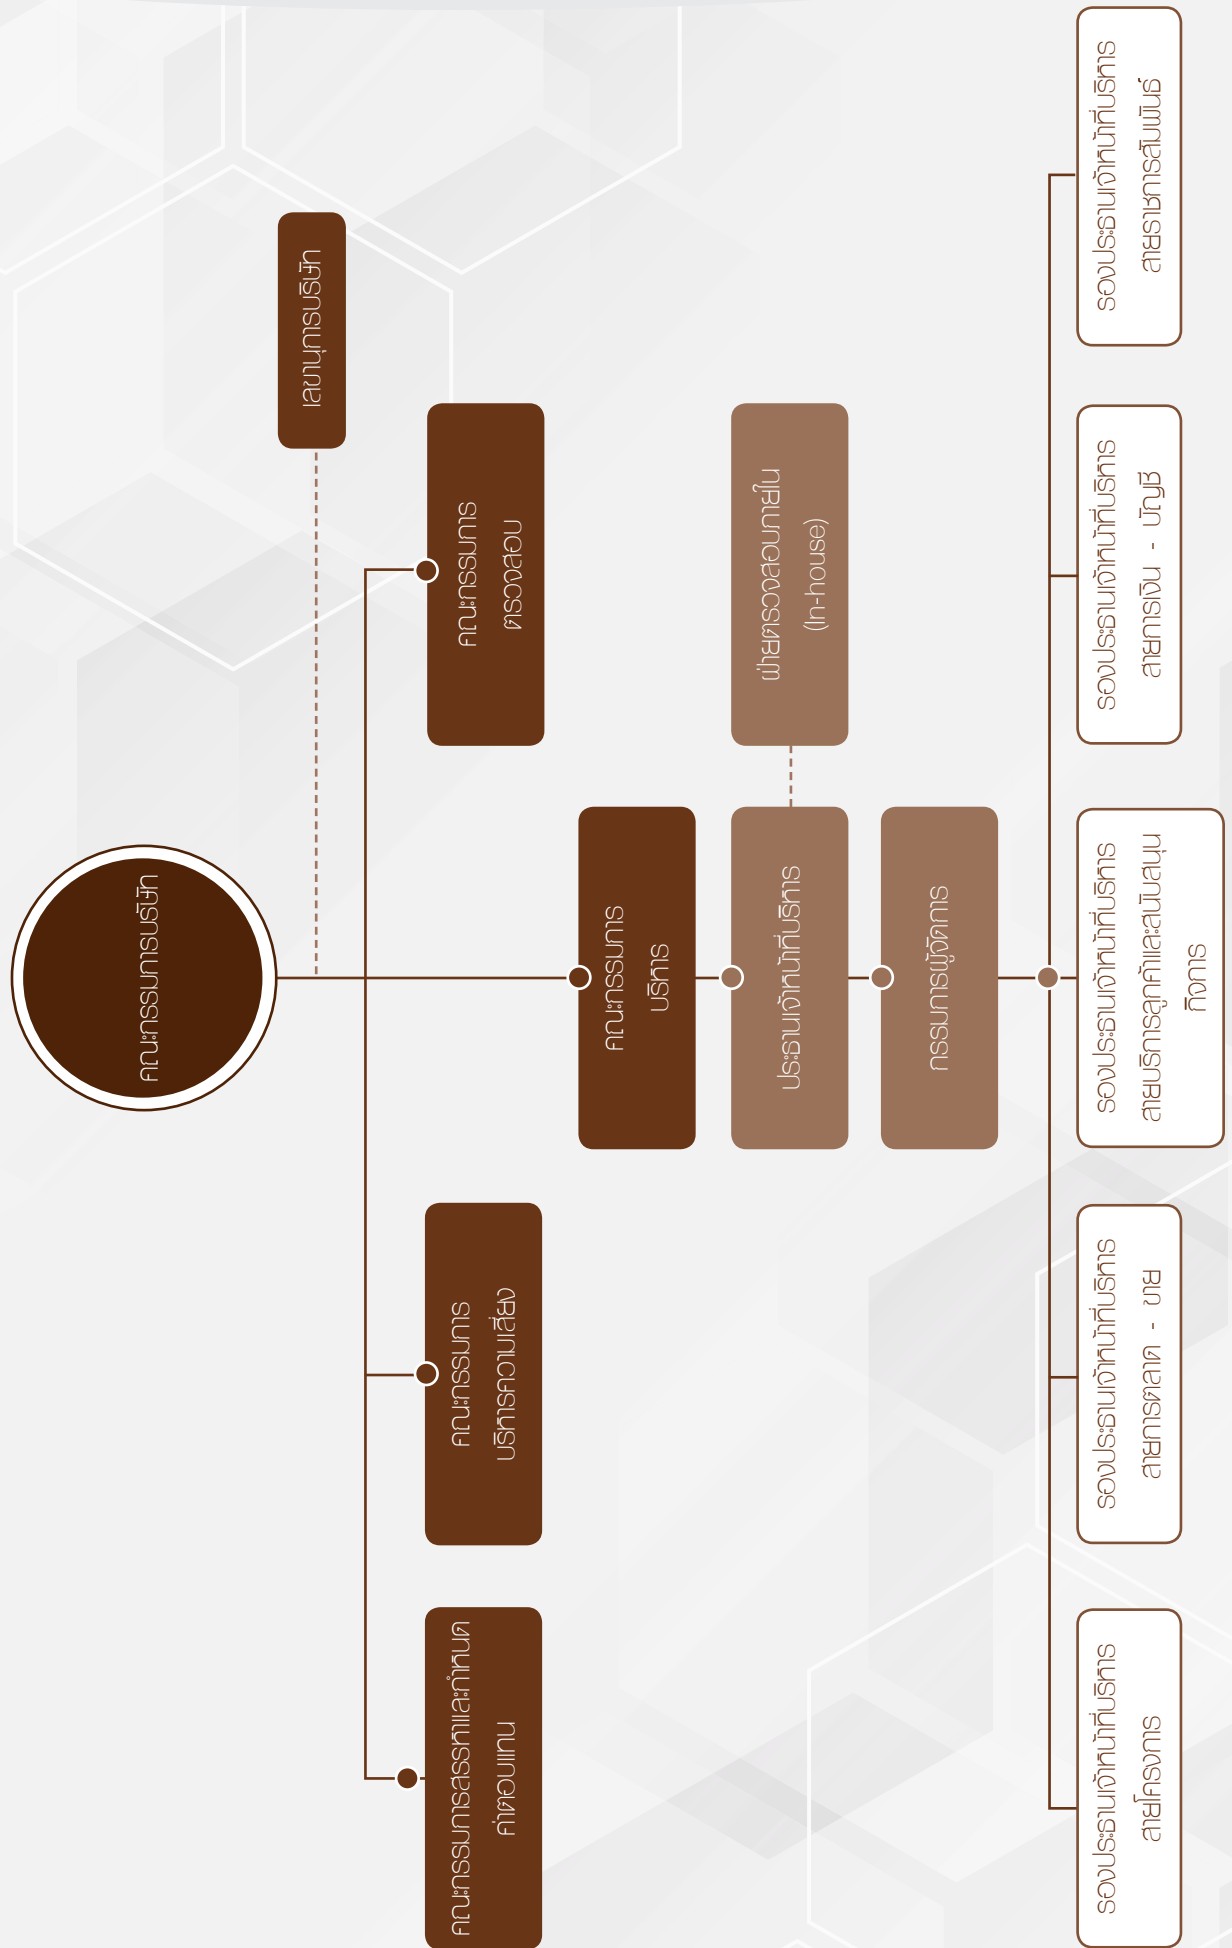 คณะกรรมการบริษัท
เลขานุการบริษัท
คณะกรรมการสรรหาและกำหนด
ค่าตอบแทน
คณะกรรมการ
บริหารความเสี่ยง
คณะกรรมการ
ตรวจสอบ
คณะกรรมการ
บริหาร
ประธานเจ้าหน้าที่บริหาร
ฝ่ายตรวจสอบภายใน
(In-house)
กรรมการผู้จัดการ
รองประธานเจ้าหน้าที่บริหาร
สายโครงการ
รองประธานเจ้าหน้าที่บริหาร
สายการตลาด - ขาย
รองประธานเจ้าหน้าที่บริหาร
สายบริการลูกค้าและสนับสนุน
กิจการ
รองประธานเจ้าหน้าที่บริหาร
สายการเงิน - บัญชี
รองประธานเจ้าหน้าที่บริหาร
สายราชการสัมพันธ์